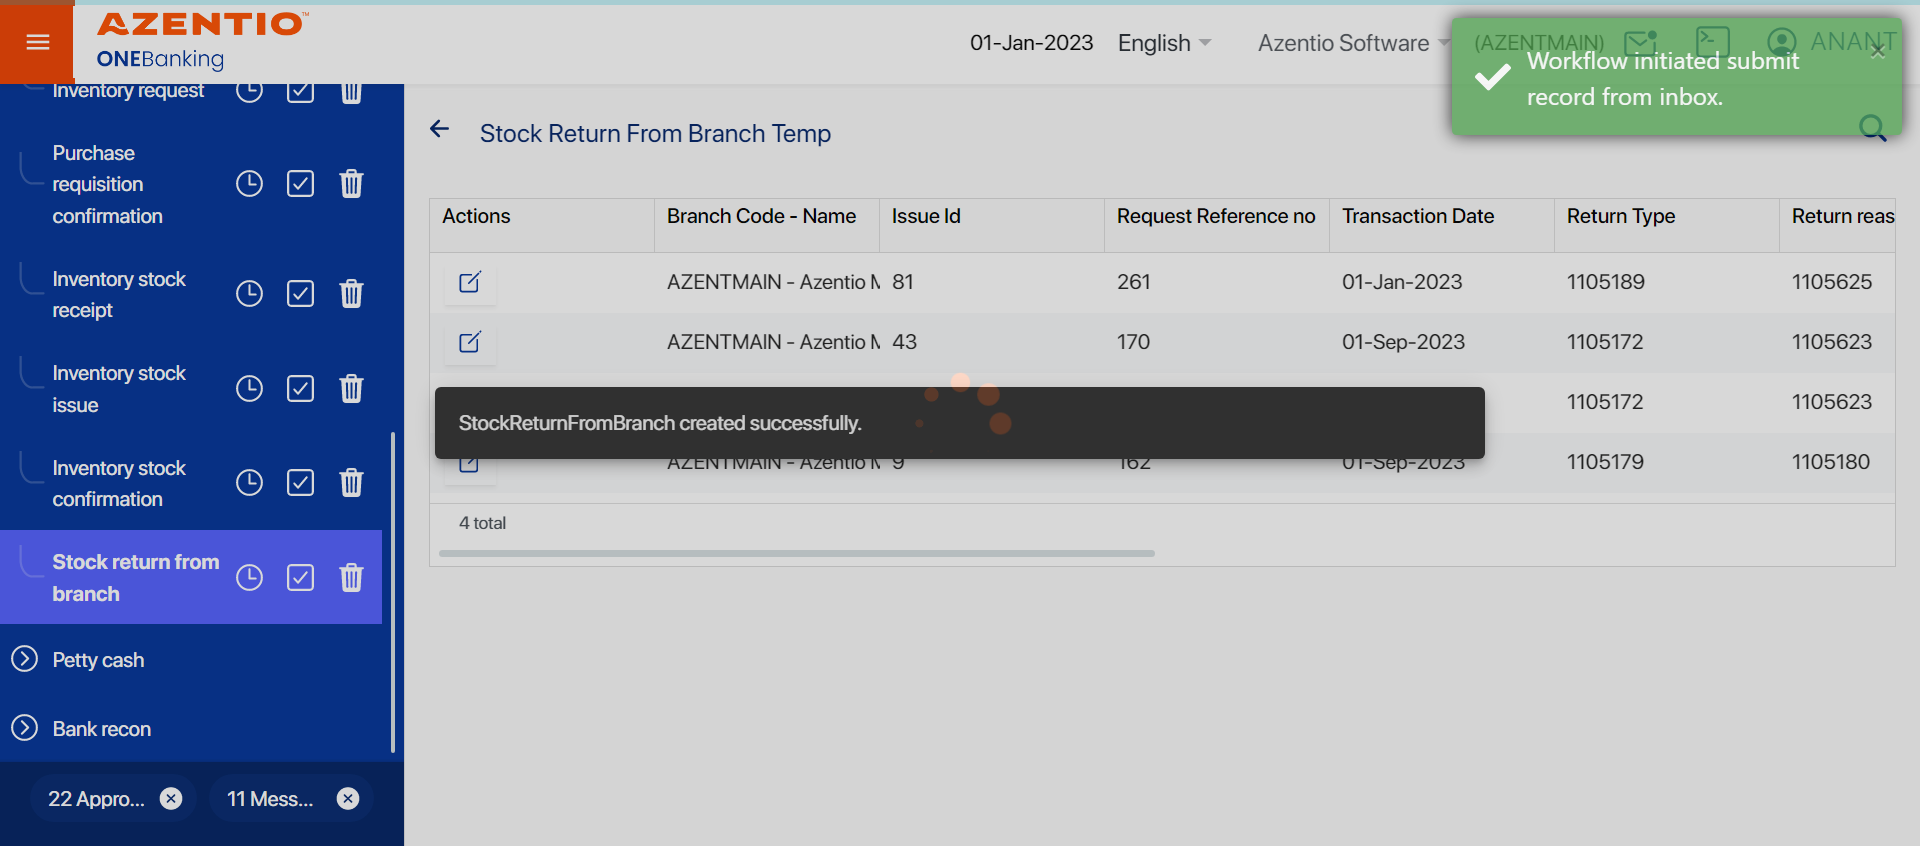 AZENTIO™
ONEBanking
01-Jan-2023 English Azentio Software (AZENTMAIN) ANANT
Workflow initiated submit
record from inbox.
Inventory request
Purchase
requisition
confirmation
Inventory stock
receipt
Inventory stock
issue
Inventory stock
confirmation
Stock return from
branch
Petty cash
Bank recon
22 Appro...
11 Mess...
Stock Return From Branch Temp
Actions Branch Code - Name Issue Id Request Reference no Transaction Date Return Type Return reas
AZENTMAIN - Azentio M 81 261 01-Jan-2023 1105189 1105625
AZENTMAIN - Azentio M 43 170 01-Sep-2023 1105172 1105623
1105172 1105623
StockReturnFromBranch created successfully.
AZENTMAIN - Azentio M 9 162 01-Sep-2023 1105179 1105180
4 total